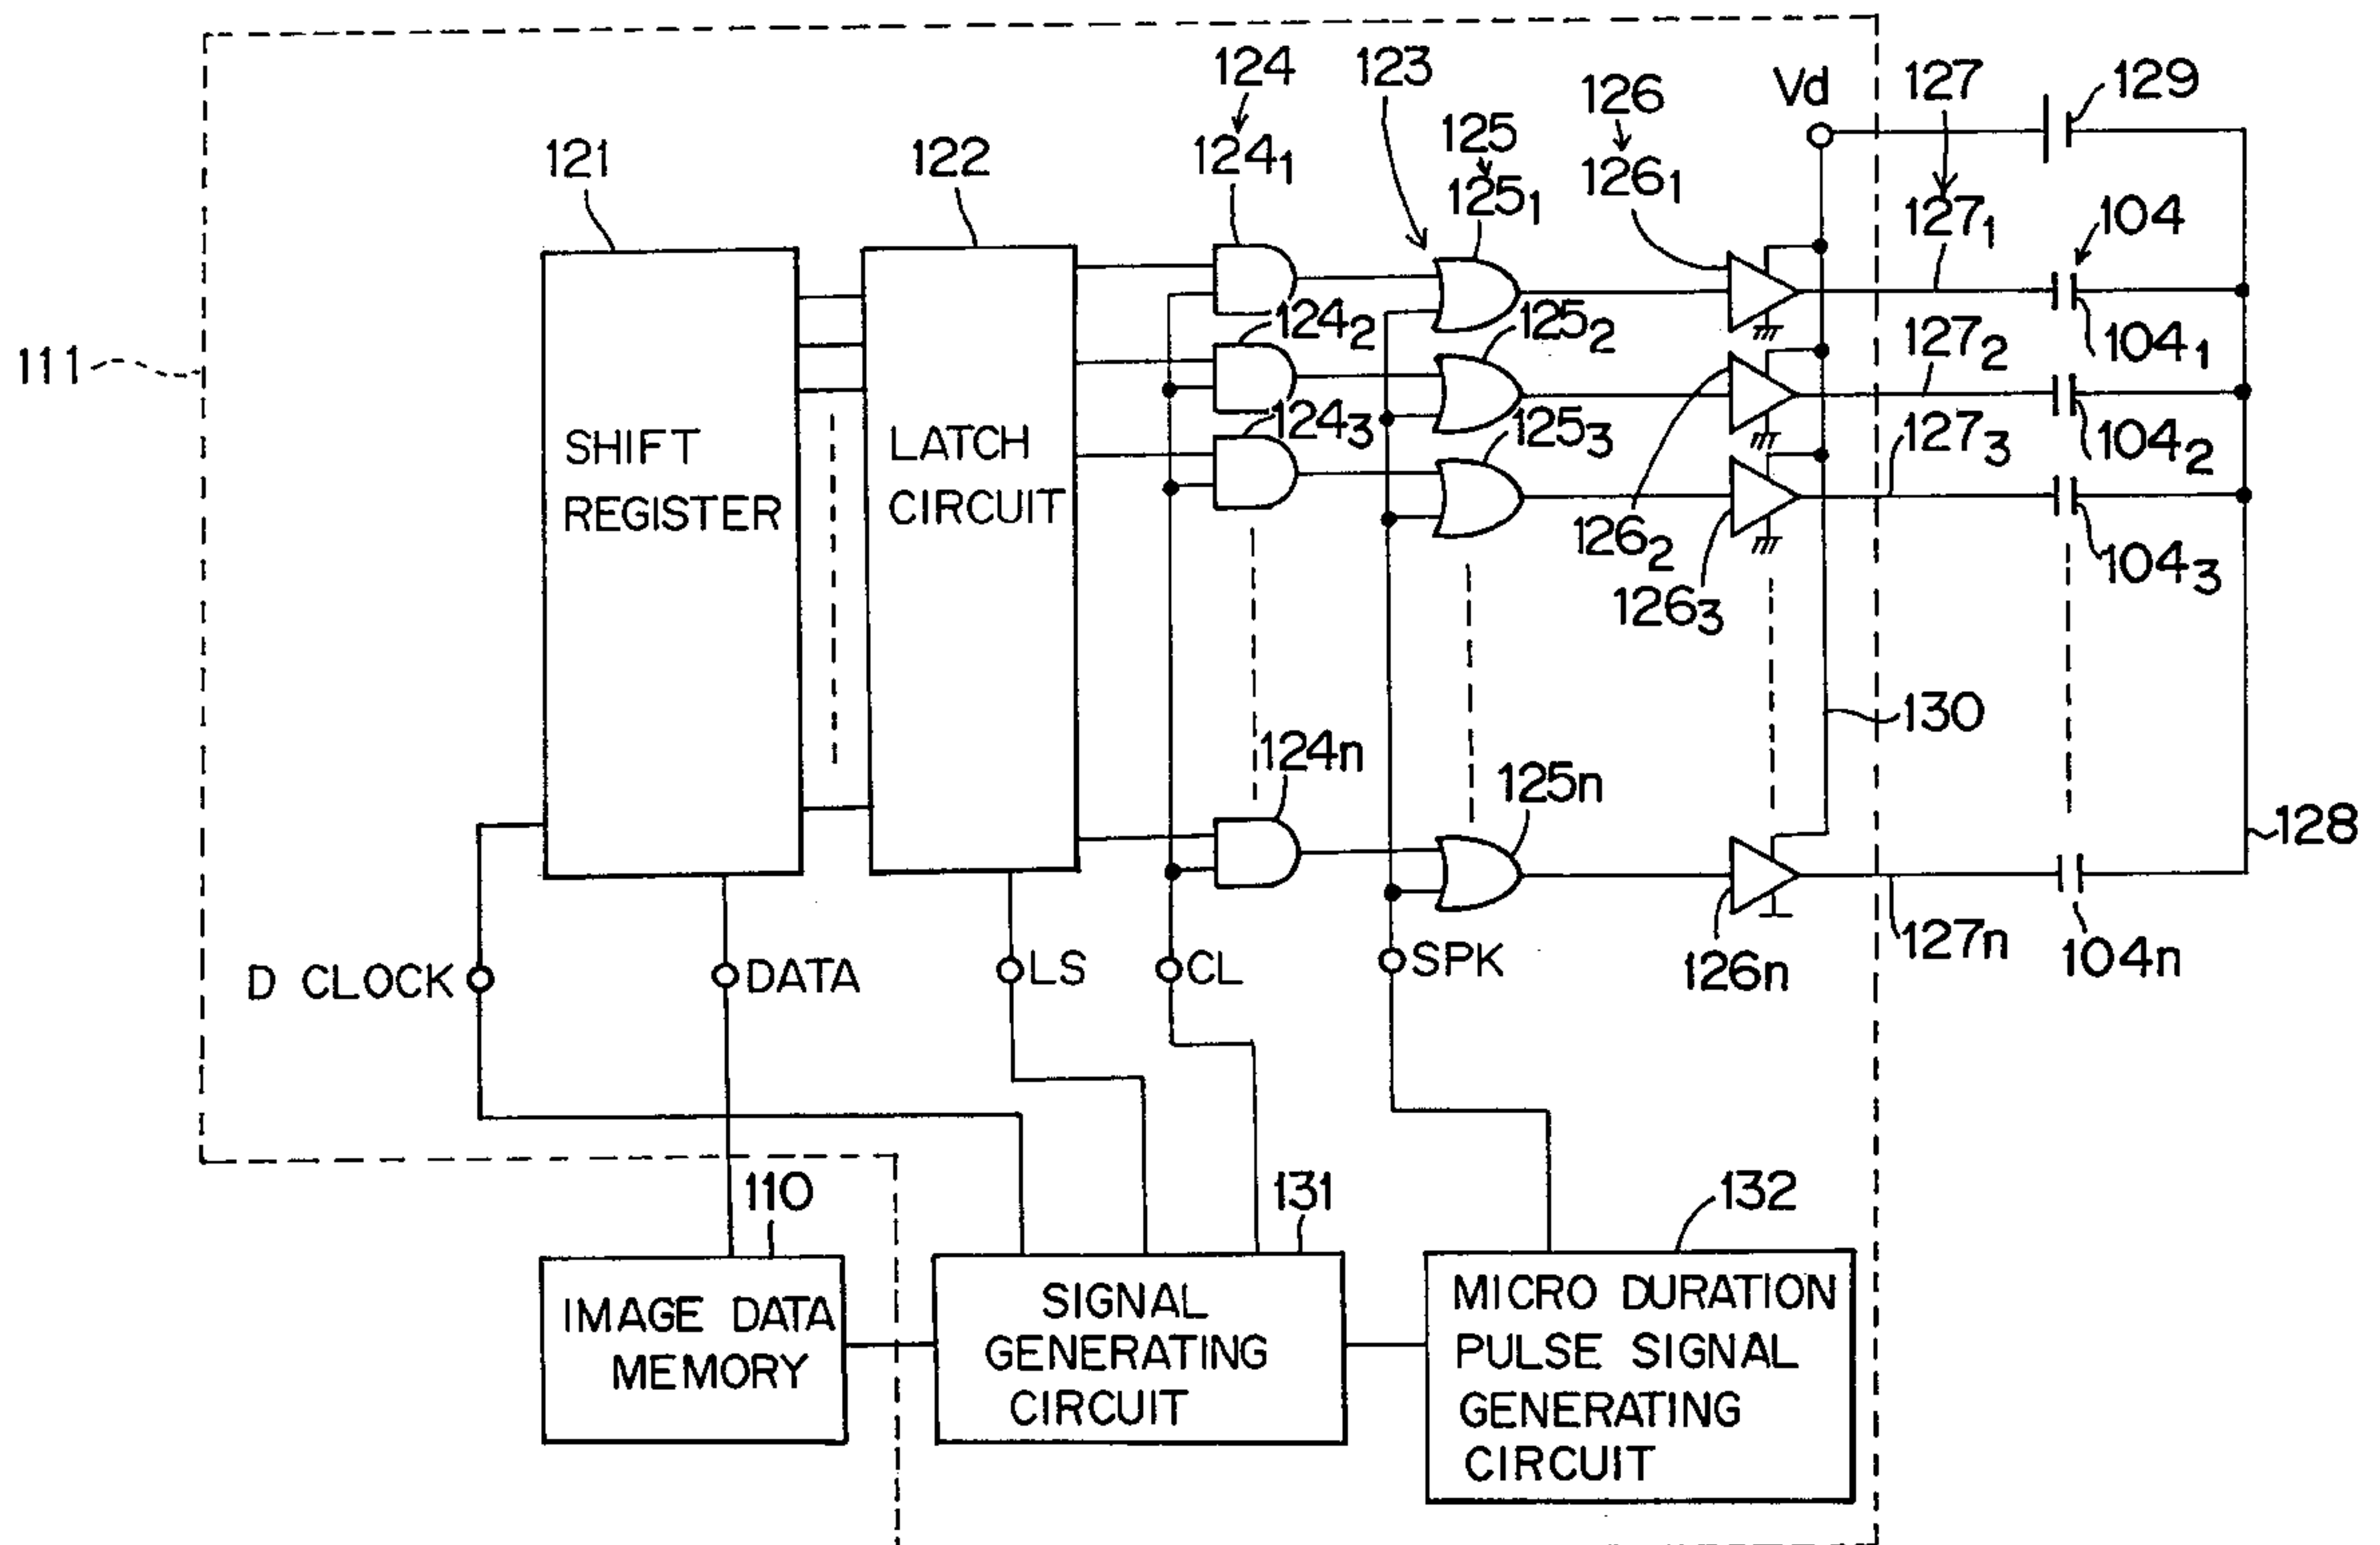 124
123
Vd
127
129
126
125
121
122
124₁
125₁
126₁
127₁
104
111
124₂
125₂
127₂
104₁
SHIFT
REGISTER
LATCH
CIRCUIT
124₃
125₃
127₃
104₂
126₂
104₃
126₃
130
124n
125n
128
D CLOCK
DATA
LS
CL
SPK
126n
127n
104n
110
131
132
IMAGE DATA
MEMORY
SIGNAL
GENERATING
CIRCUIT
MICRO DURATION
PULSE SIGNAL
GENERATING
CIRCUIT